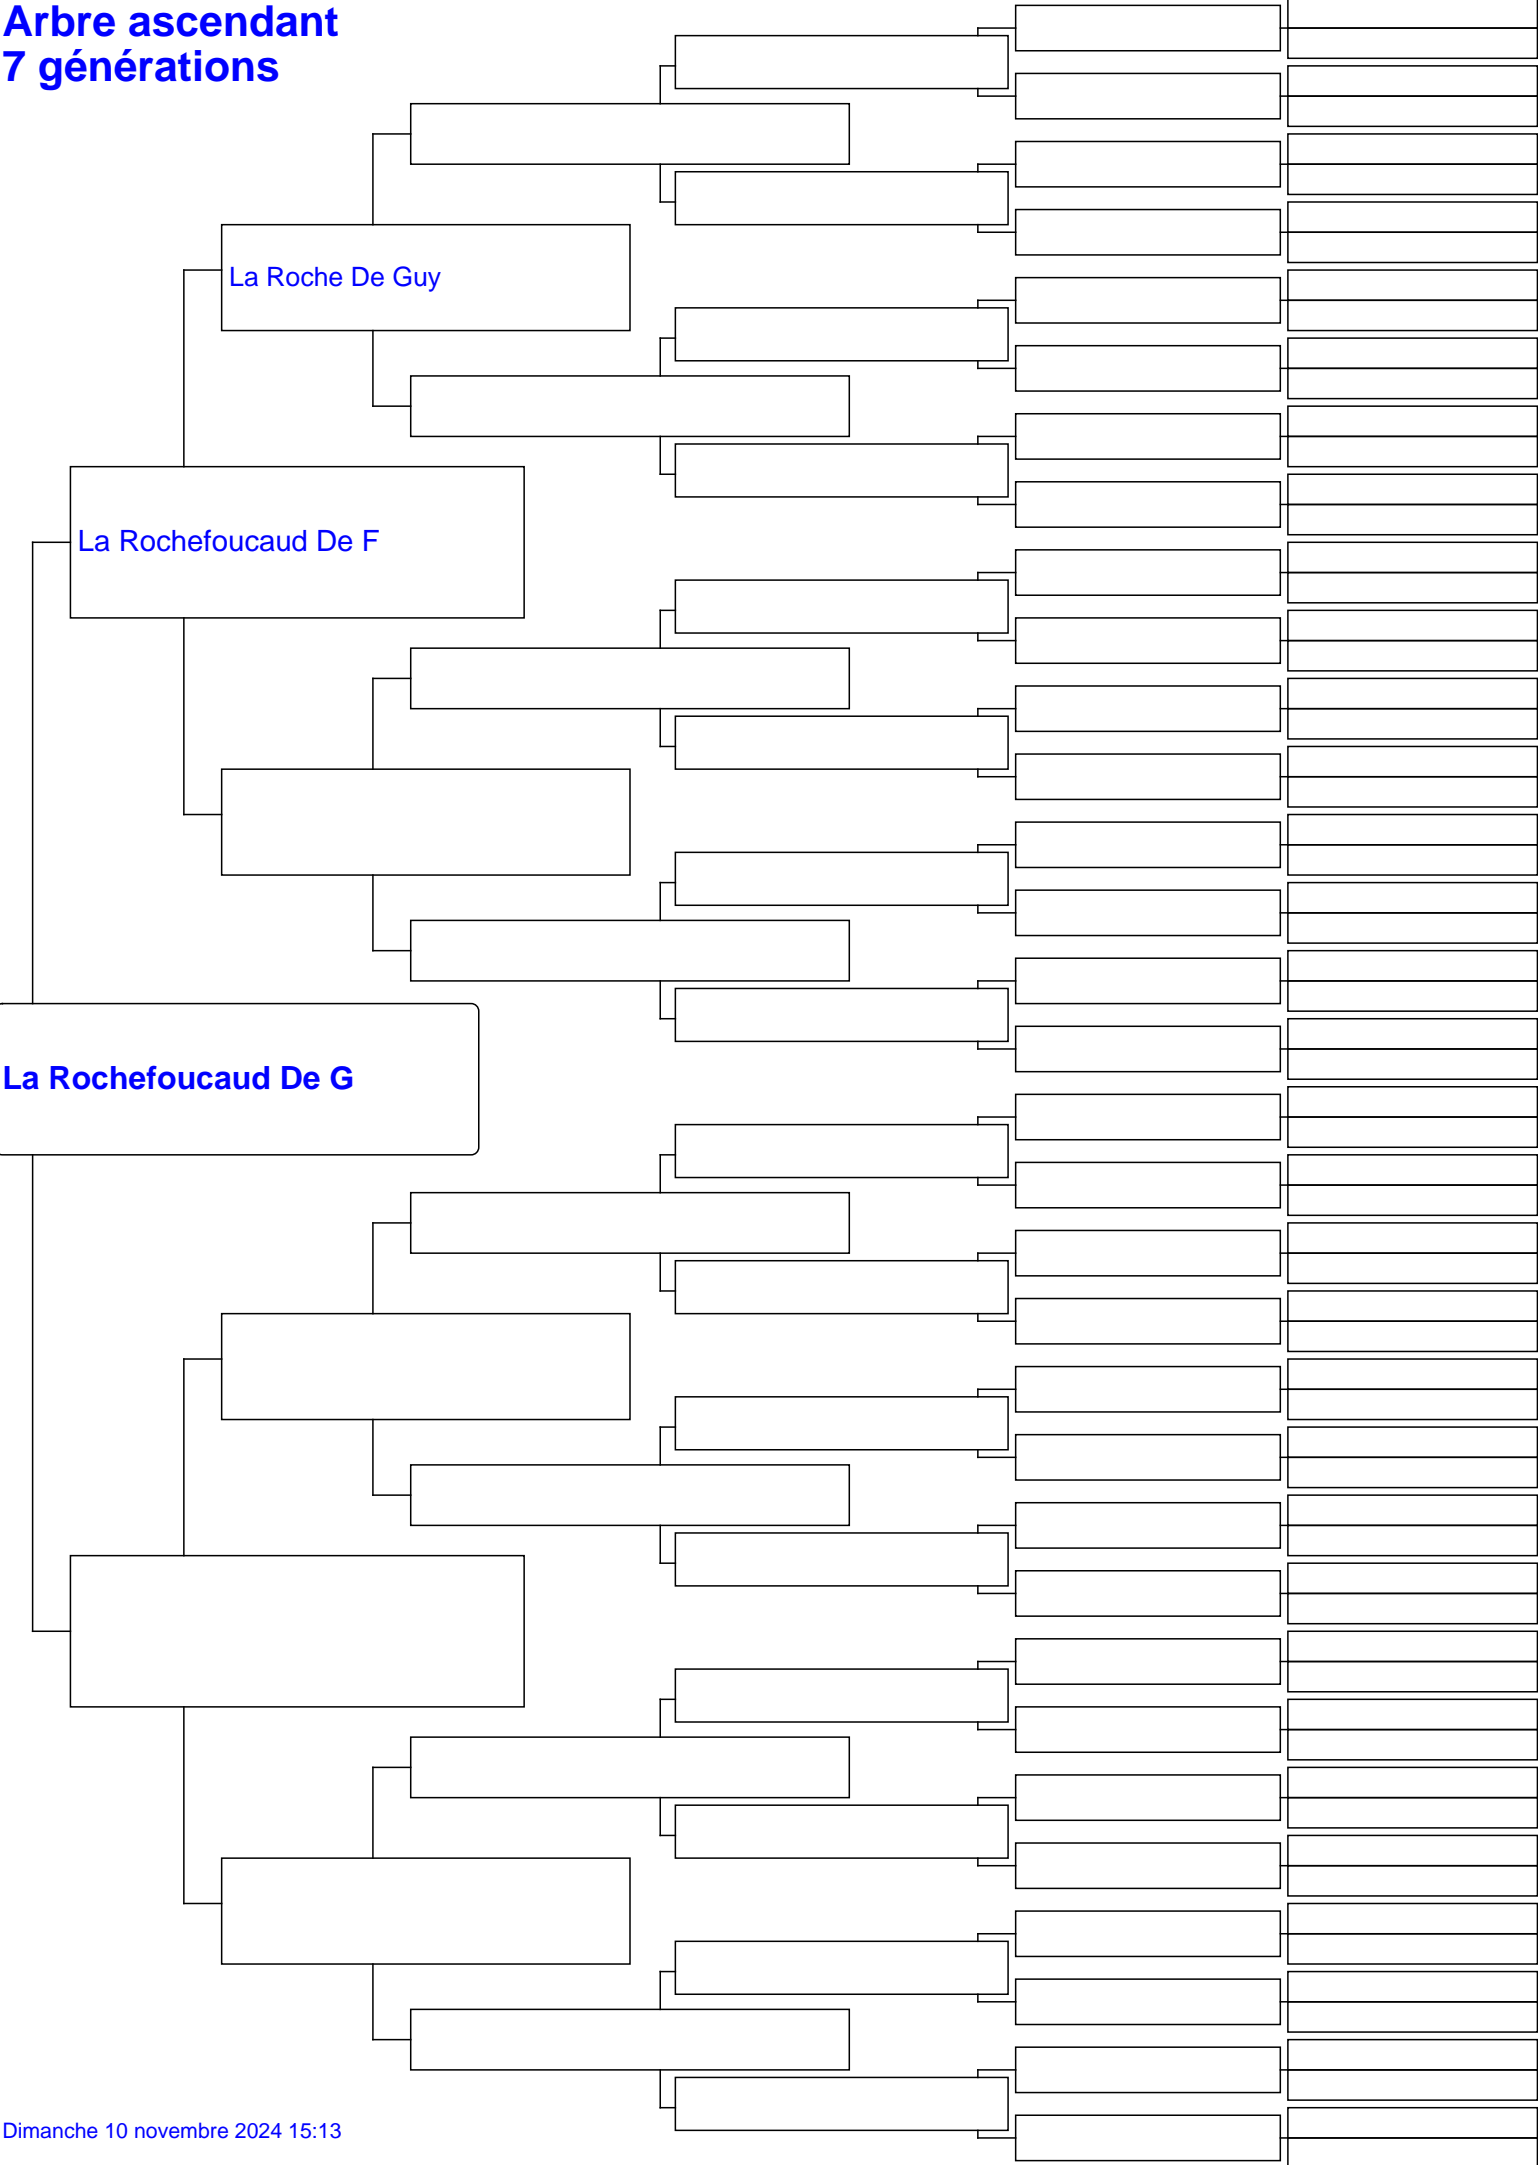 Arbre ascendant
7 générations
La Roche De Guy
La Rochefoucaud De F
La Rochefoucaud De G
Dimanche 10 novembre 2024 15:13